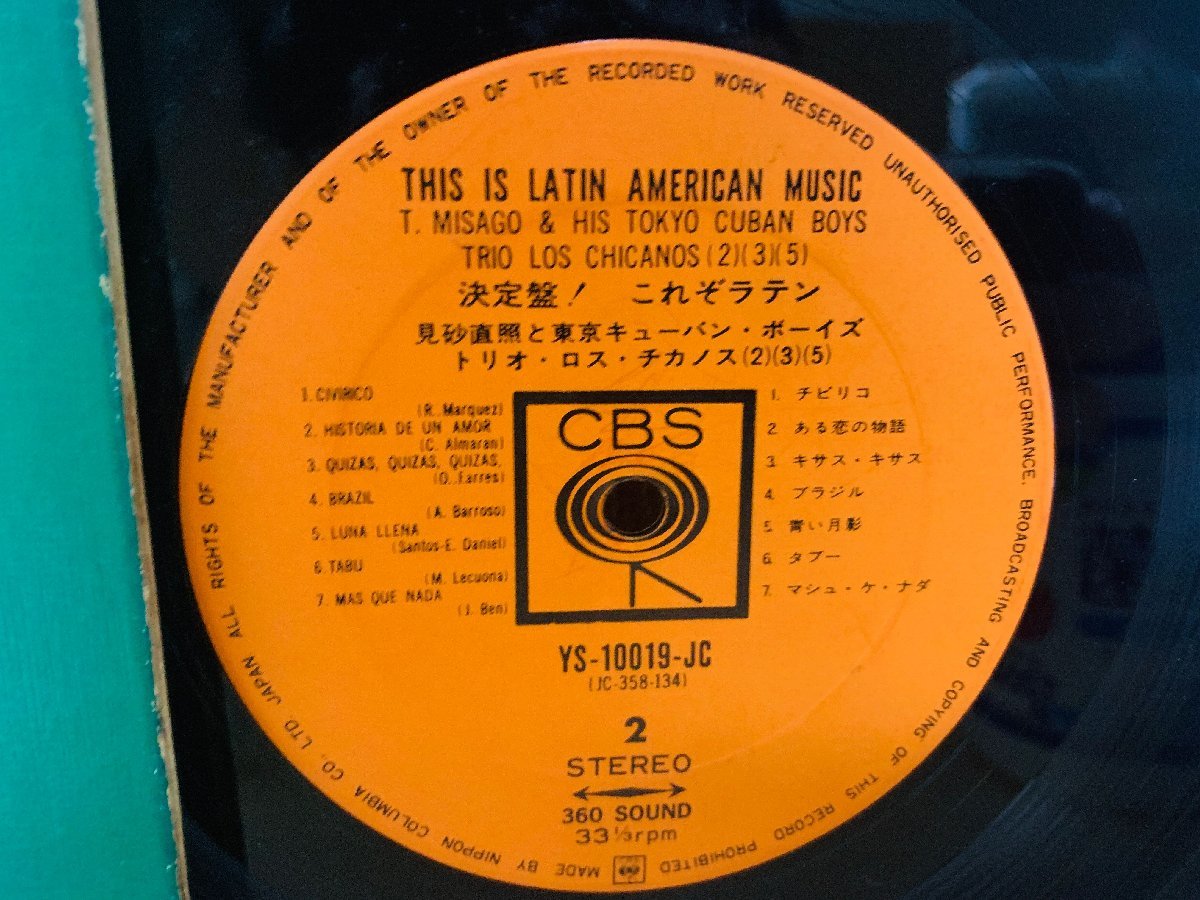 THIS IS LATIN AMERICAN MUSIC
T. MISAGO & HIS TOKYO CUBAN BOYS
TRIO LOS CHICANOS (2)(3)(5)
決定盤! これぞラテン
見砂直照と東京キューバン・ボーイズ
トリオ・ロス・チカノス(2)(3)(5)
1. CIVIRICO
(R. Marquez)
2. HISTORIA DE UN AMOR
(C. Almaran)
3. QUIZAS, QUIZAS, QUIZAS,
(O. Farres)
4. BRAZIL
(A. Barroso)
5. LUNA LLENA
(Santos-E. Daniel)
6. TABU
(M. Lecuona)
7. MAS QUE NADA
(J. Ben)
CBS
1. チビリコ
2. ある恋の物語
3. キサス・キサス
4. ブラジル
5. 青い月影
6. タブー
7. マシュ・ケ・ナダ
YS-10019-JC
(JC-358-134)
2
STEREO
360 SOUND
33 1/3 rpm
MADE BY NIPPON COLUMBIA CO., LTD JAPAN ALL RIGHTS OF THE MANUFACTURER AND OF THE OWNER OF THE RECORDED WORK RESERVED UNAUTHORISED PUBLIC PERFORMANCE, BROADCASTING AND COPYING OF THIS RECORD PROHIBITED